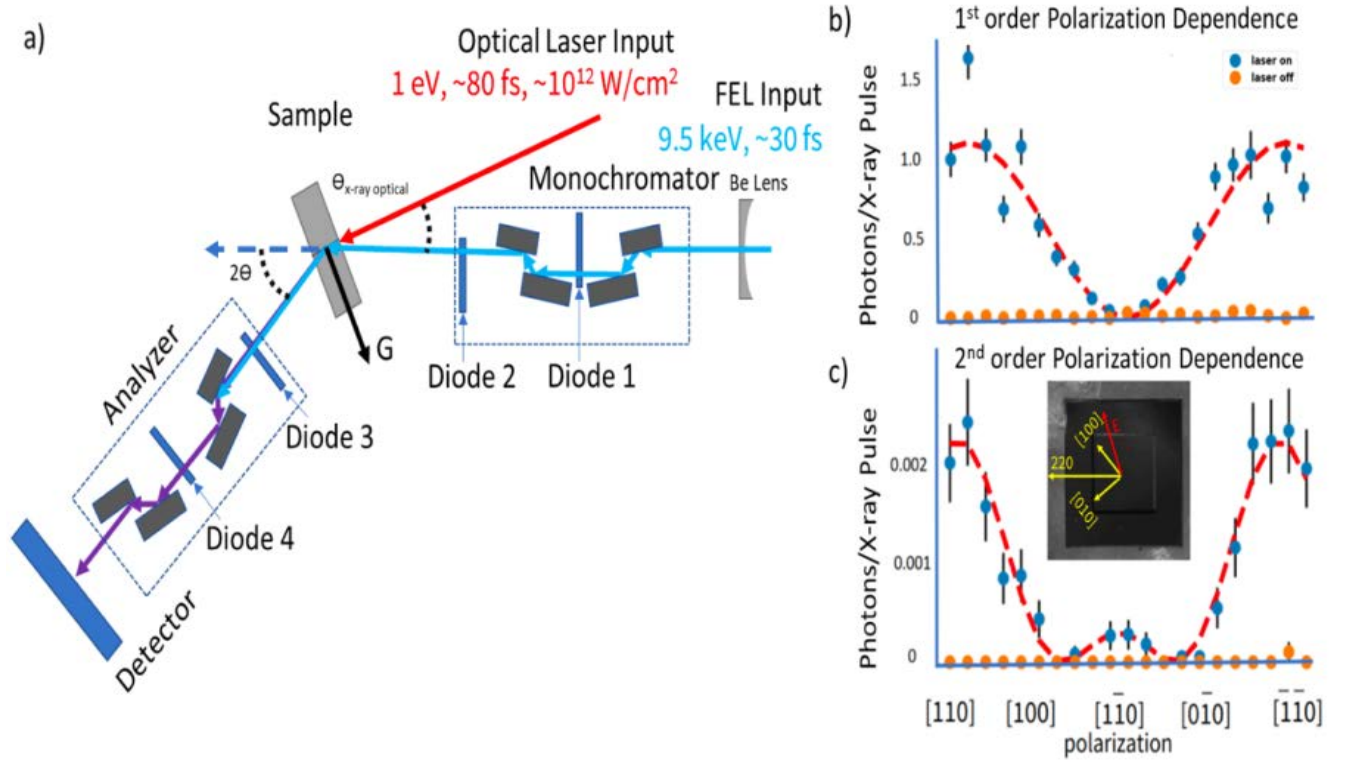 a)
Optical Laser Input
1 eV, ~80 fs, ~10¹² W/cm²
FEL Input
9.5 keV, ~30 fs
Sample
θx-ray optical
Monochromator
Be Lens
2θ
G
Diode 2
Diode 1
Analyzer
Diode 3
Diode 4
Detector
b)
1st order Polarization Dependence
laser on
laser off
Photons/X-ray Pulse
1.5
1.0
0.5
0
c)
2nd order Polarization Dependence
Photons/X-ray Pulse
0.002
0.001
0
[100]
E
220
[010]
[110] [100] [1̄10] [01̄0] [1̄1̄0]
polarization